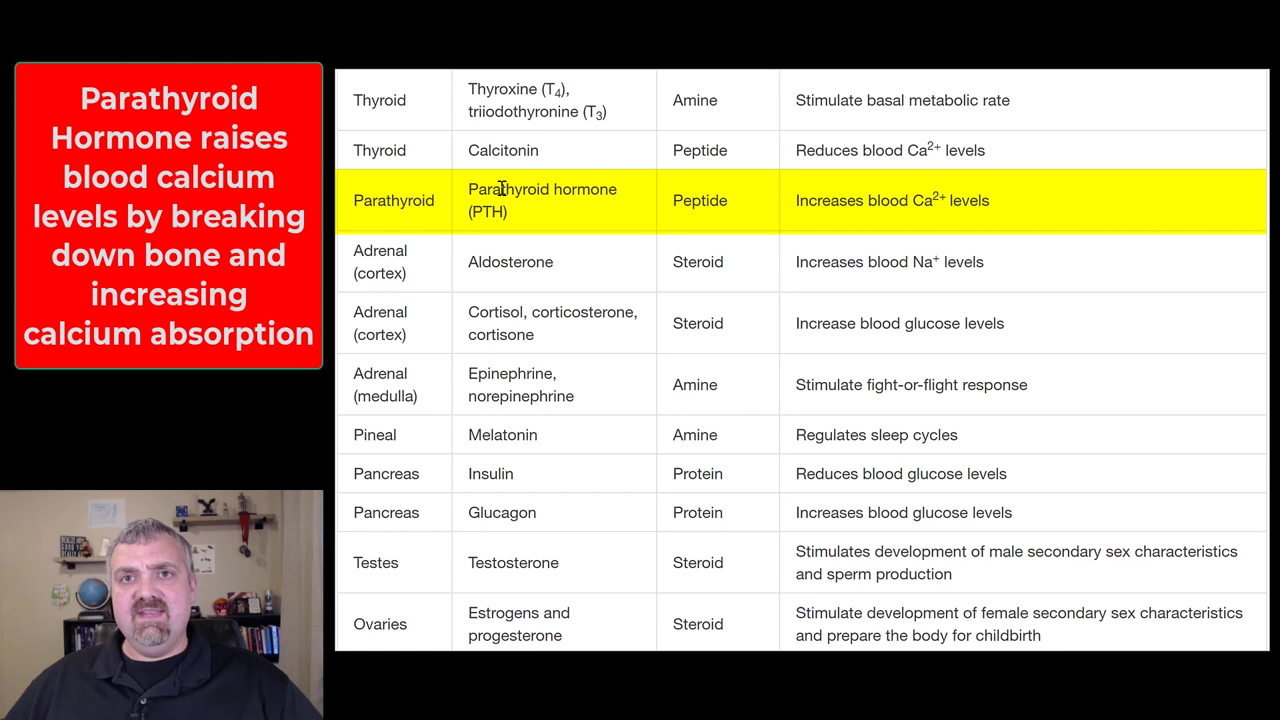 Parathyroid
Hormone raises
blood calcium
levels by breaking
down bone and
increasing
calcium absorption
Thyroid
Thyroxine (T₄),
triiodothyronine (T₃)
Amine
Stimulate basal metabolic rate
Thyroid
Calcitonin
Peptide
Reduces blood Ca²⁺ levels
Parathyroid
Parathyroid hormone
(PTH)
Peptide
Increases blood Ca²⁺ levels
Adrenal
(cortex)
Aldosterone
Steroid
Increases blood Na⁺ levels
Adrenal
(cortex)
Cortisol, corticosterone,
cortisone
Steroid
Increase blood glucose levels
Adrenal
(medulla)
Epinephrine,
norepinephrine
Amine
Stimulate fight-or-flight response
Pineal
Melatonin
Amine
Regulates sleep cycles
Pancreas
Insulin
Protein
Reduces blood glucose levels
Pancreas
Glucagon
Protein
Increases blood glucose levels
Testes
Testosterone
Steroid
Stimulates development of male secondary sex characteristics
and sperm production
Ovaries
Estrogens and
progesterone
Steroid
Stimulate development of female secondary sex characteristics
and prepare the body for childbirth